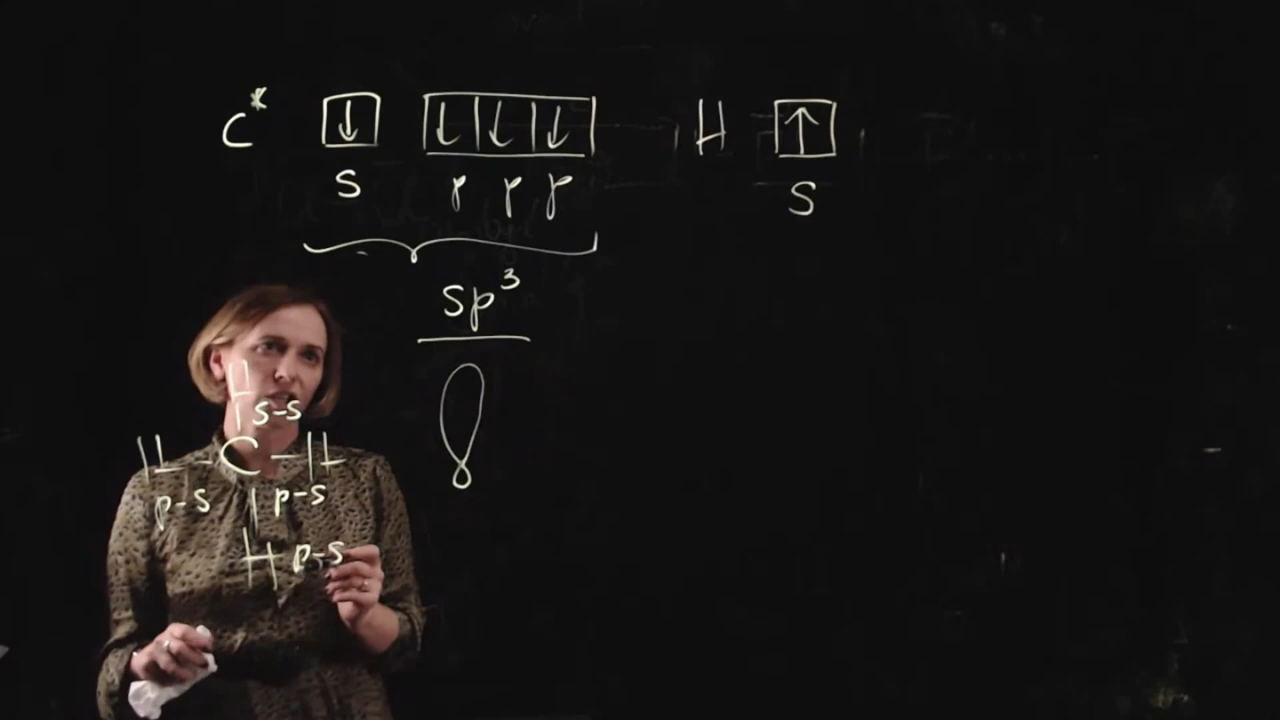 C* ↓ ↓ ↓ ↓ H ↑
s p p p s
sp³
H
s-s
H - C - H
p-s p-s
H p-s